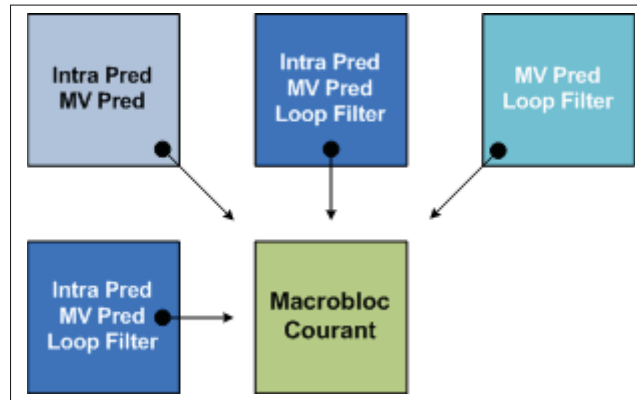 Intra Pred
MV Pred
Intra Pred
MV Pred
Loop Filter
MV Pred
Loop Filter
Intra Pred
MV Pred
Loop Filter
Macrobloc
Courant